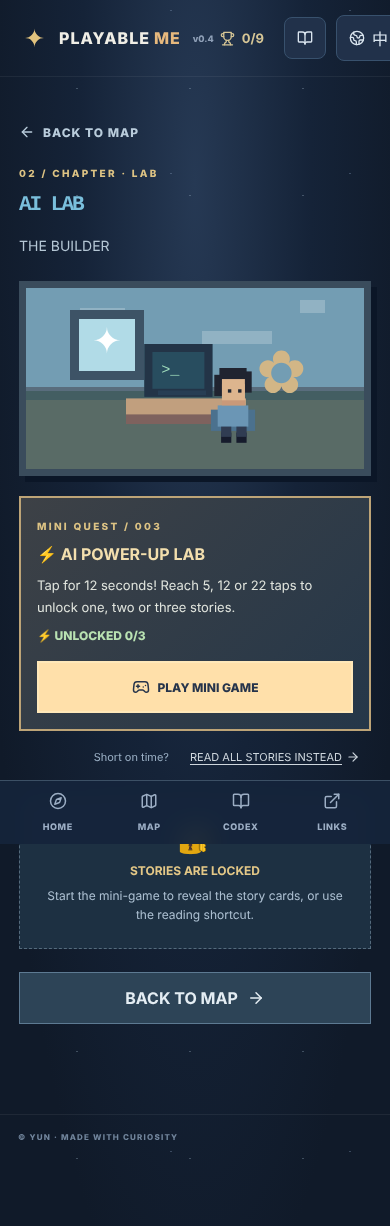 PLAYABLE ME v0.4 0/9 中
BACK TO MAP
02 / CHAPTER · LAB
AI LAB
THE BUILDER
>_
MINI QUEST / 003
⚡ AI POWER-UP LAB
Tap for 12 seconds! Reach 5, 12 or 22 taps to
unlock one, two or three stories.
⚡ UNLOCKED 0/3
PLAY MINI GAME
Short on time? READ ALL STORIES INSTEAD →
HOME MAP CODEX LINKS
STORIES ARE LOCKED
Start the mini-game to reveal the story cards, or use
the reading shortcut.
BACK TO MAP →
© YUN · MADE WITH CURIOSITY